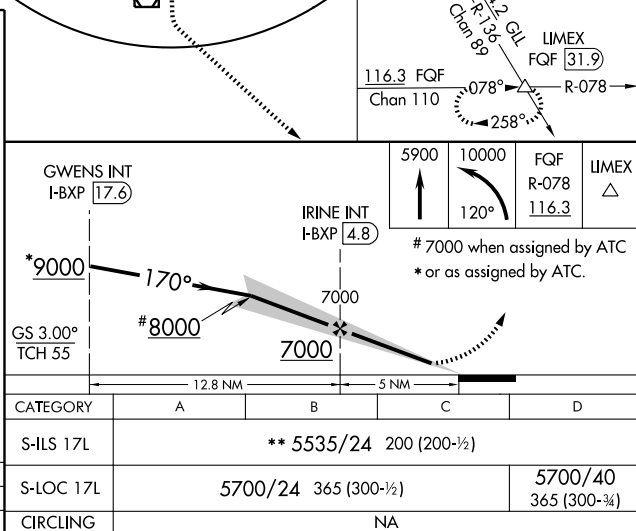 4.2 GLL
R-136
Chan 89
LIMEX
FQF 31.9
116.3 FQF
Chan 110
078°
R-078
258°
GWENS INT
I-BXP 17.6
IRINE INT
I-BXP 4.8
5900
10000
120°
FQF
R-078
116.3
LIMEX
# 7000 when assigned by ATC
* or as assigned by ATC.
*9000
170°
#8000
7000
7000
GS 3.00°
TCH 55
12.8 NM
5 NM
CATEGORY A B C D
S-ILS 17L ** 5535/24 200 (200-½)
S-LOC 17L 5700/24 365 (300-½) 5700/40 365 (300-¾)
CIRCLING NA